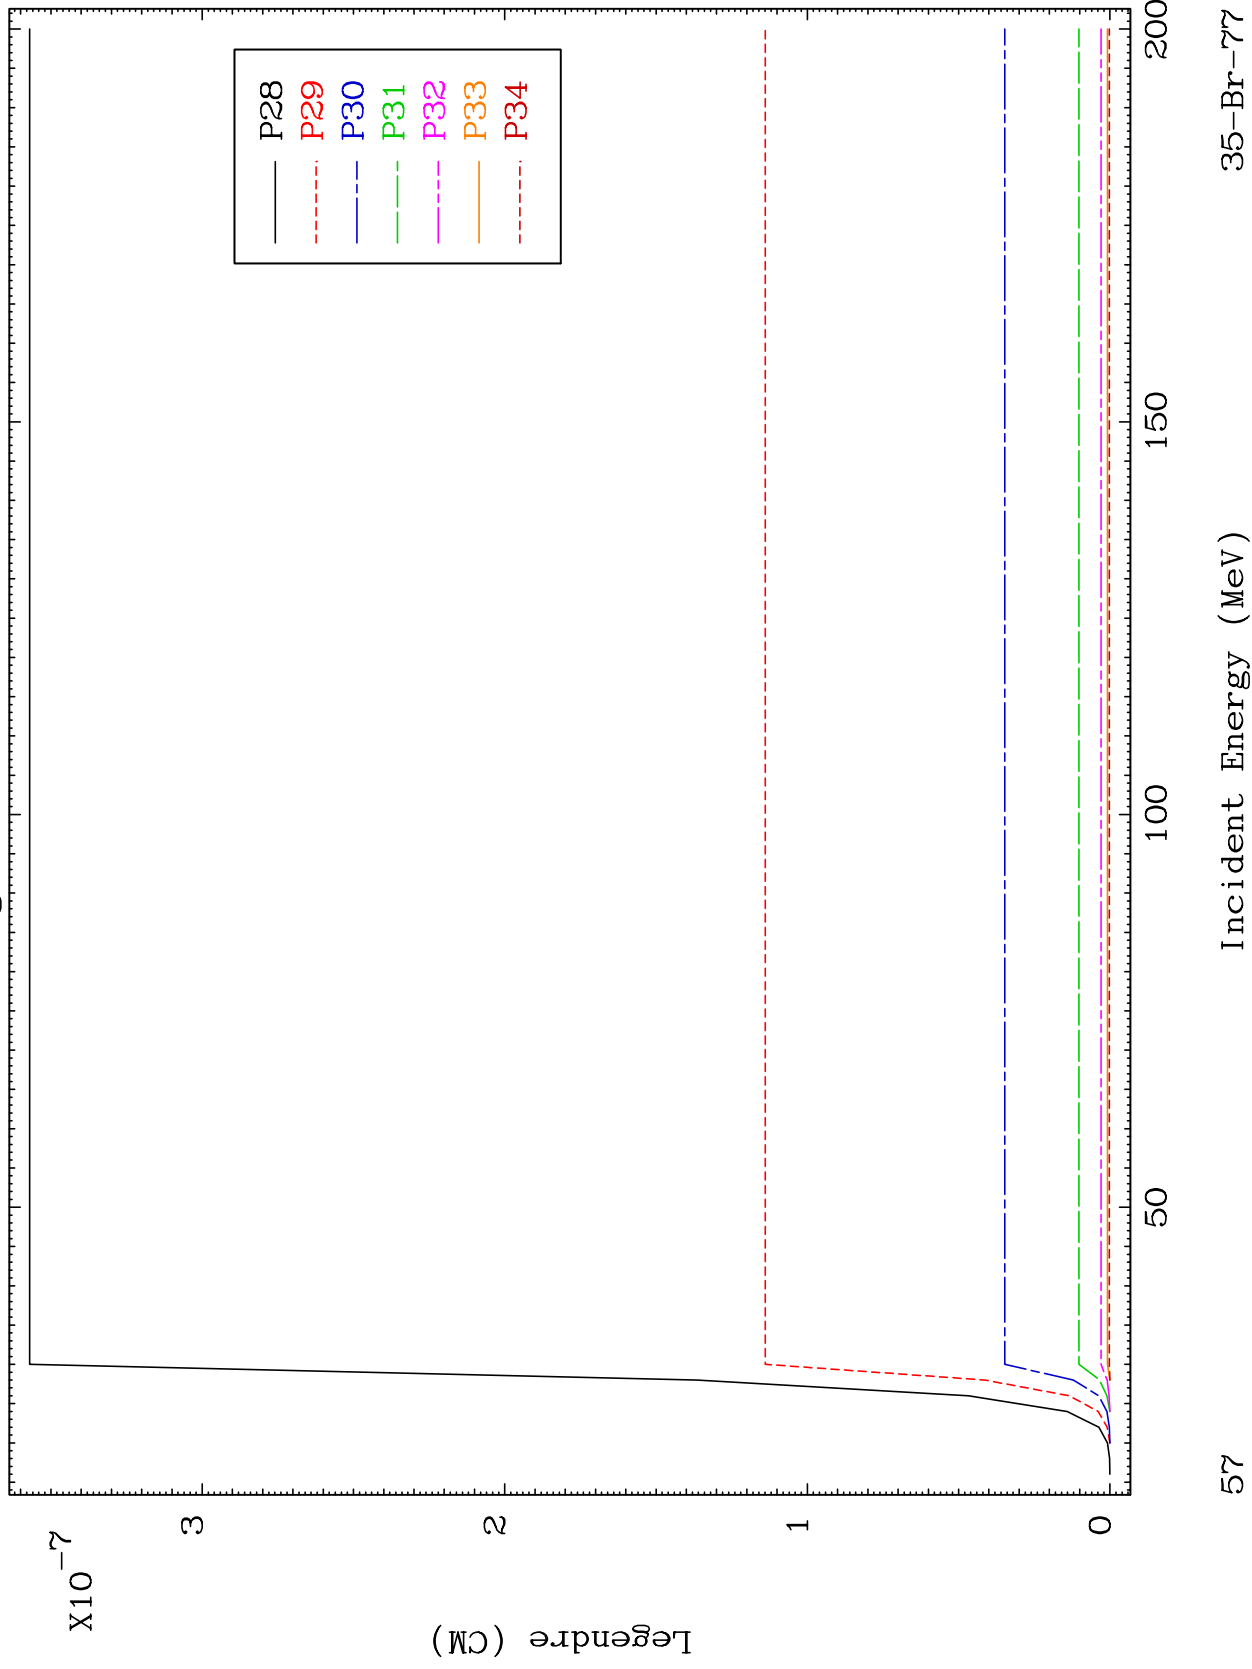 X10-7
3
2
1
0
Legendre (CM)
P28
P29
P30
P31
P32
P33
P34
50
100
150
200
57
Incident Energy (MeV)
35-Br-77